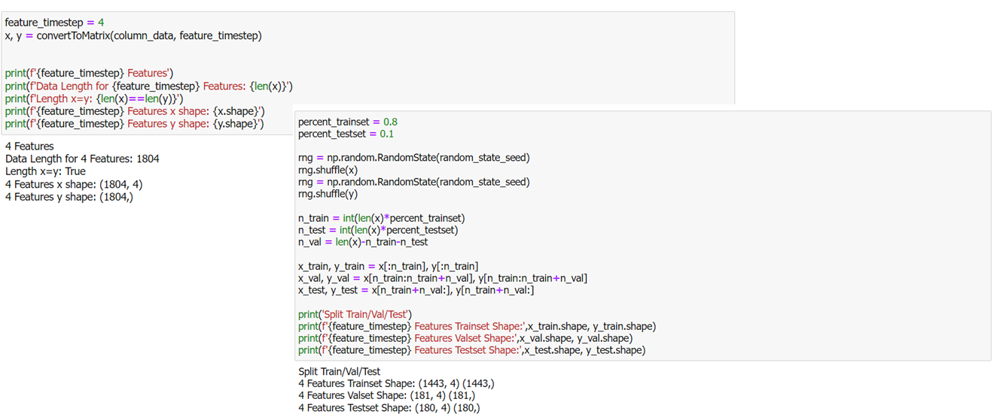 feature_timestep = 4
x, y = convertToMatrix(column_data, feature_timestep)
print(f'{feature_timestep} Features')
print(f'Data Length for {feature_timestep} Features: {len(x)}')
print(f'Length x=y: {len(x)==len(y)}')
print(f'{feature_timestep} Features x shape: {x.shape}')
print(f'{feature_timestep} Features y shape: {y.shape}')
4 Features
Data Length for 4 Features: 1804
Length x=y: True
4 Features x shape: (1804, 4)
4 Features y shape: (1804,)
percent_trainset = 0.8
percent_testset = 0.1
rng = np.random.RandomState(random_state_seed)
rng.shuffle(x)
rng = np.random.RandomState(random_state_seed)
rng.shuffle(y)
n_train = int(len(x)*percent_trainset)
n_test = int(len(x)*percent_testset)
n_val = len(x)-n_train-n_test
x_train, y_train = x[:n_train], y[:n_train]
x_val, y_val = x[n_train:n_train+n_val], y[n_train:n_train+n_val]
x_test, y_test = x[n_train+n_val:], y[n_train+n_val:]
print('Split Train/Val/Test')
print(f'{feature_timestep} Features Trainset Shape:',x_train.shape, y_train.shape)
print(f'{feature_timestep} Features Valset Shape:',x_val.shape, y_val.shape)
print(f'{feature_timestep} Features Testset Shape:',x_test.shape, y_test.shape)
Split Train/Val/Test
4 Features Trainset Shape: (1443, 4) (1443,)
4 Features Valset Shape: (181, 4) (181,)
4 Features Testset Shape: (180, 4) (180,)